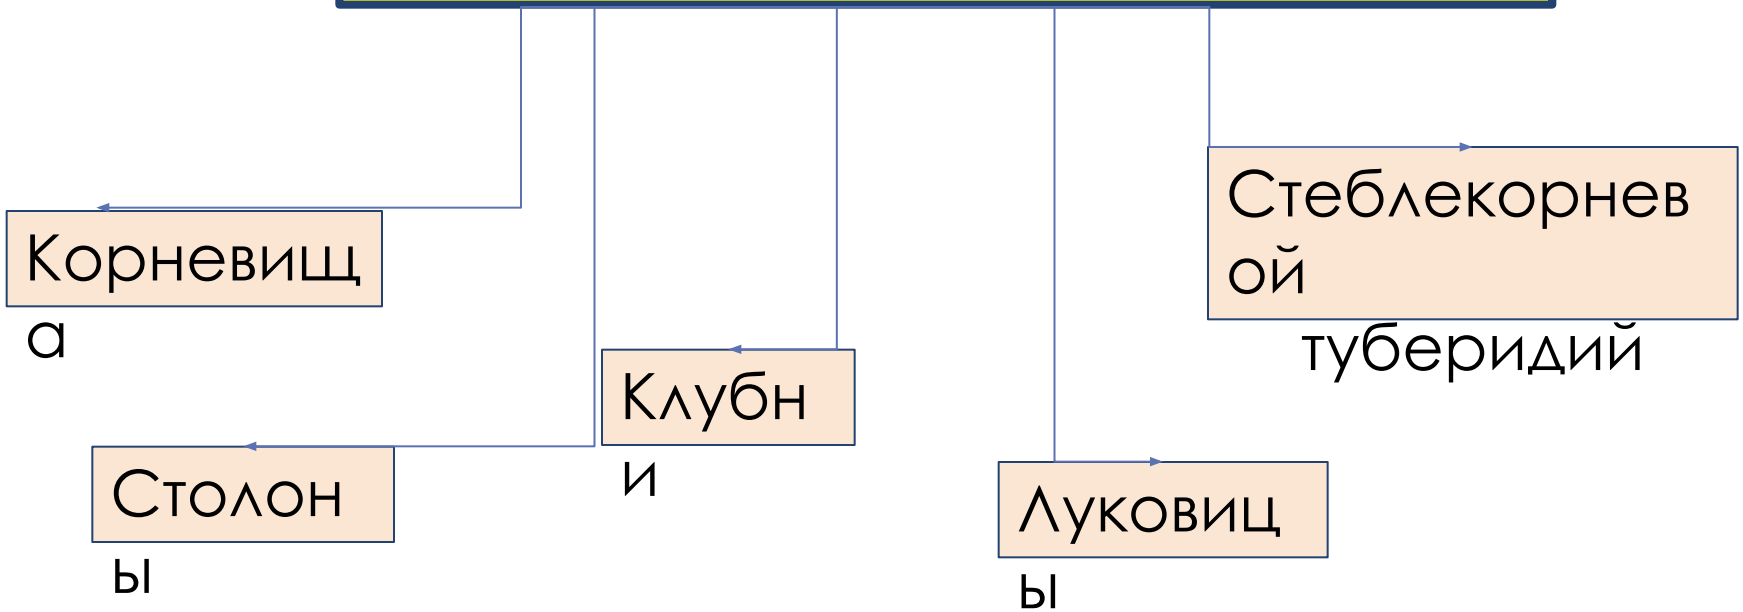 Корневищ
а
Столон
ы
Клубн
и
Луковиц
ы
Стеблекорнев
ой
туберидий